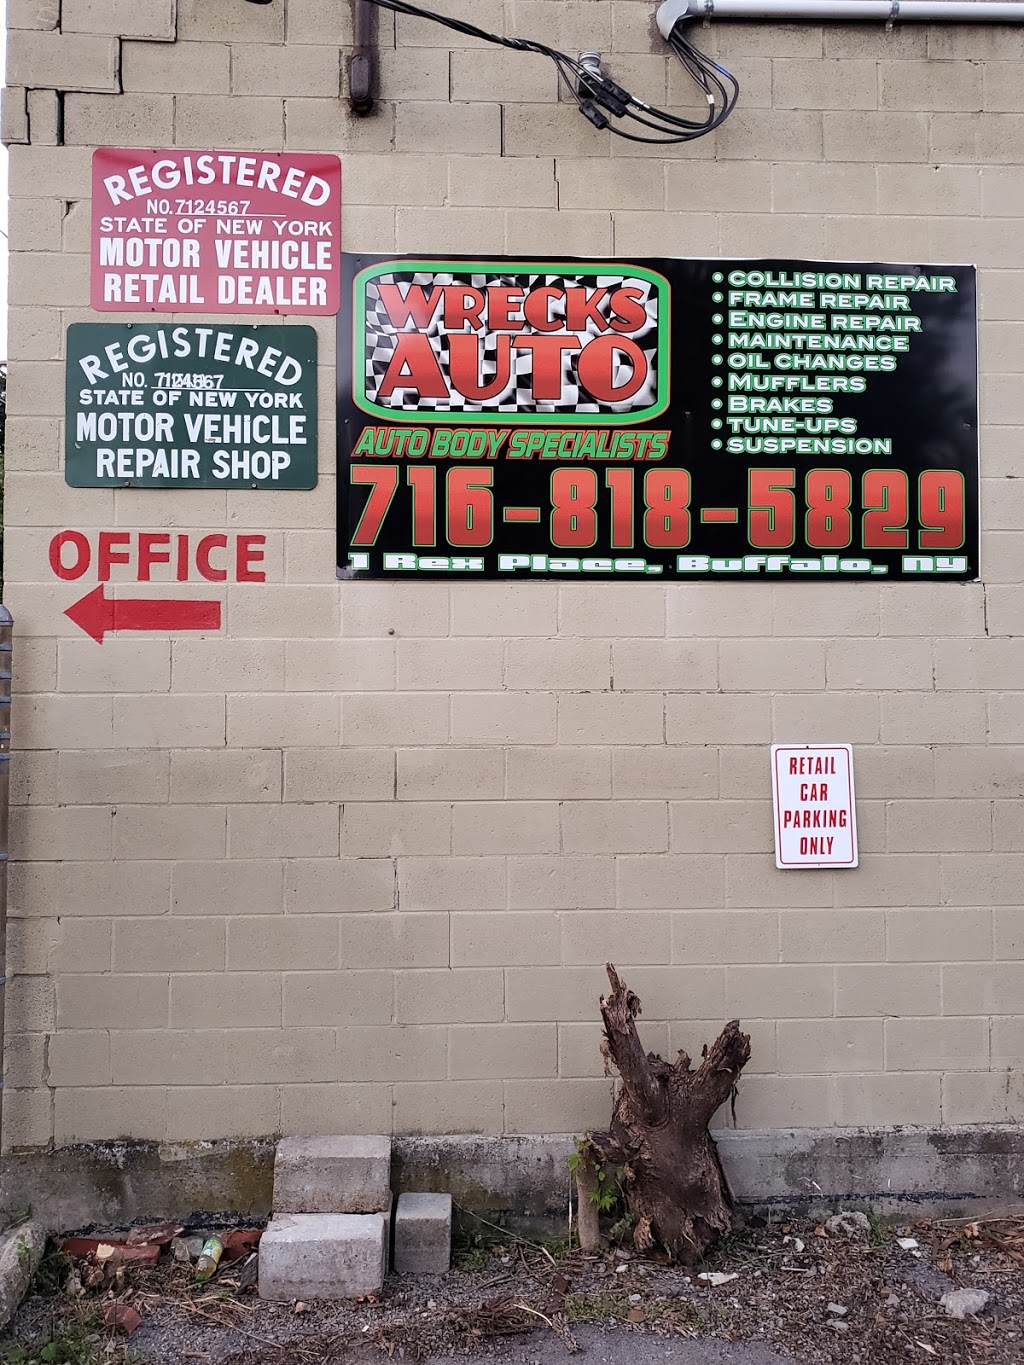 REGISTERED
NO. 7124567
STATE OF NEW YORK
MOTOR VEHICLE
RETAIL DEALER
REGISTERED
NO.
STATE OF NEW YORK
MOTOR VEHICLE
REPAIR SHOP
OFFICE
WRECKS
AUTO
AUTO BODY SPECIALISTS
• COLLISION REPAIR
• FRAME REPAIR
• ENGINE REPAIR
• MAINTENANCE
• OIL CHANGES
• MUFFLERS
• BRAKES
• TUNE-UPS
• SUSPENSION
716-818-5829
1 Rex Place, Buffalo, NY
RETAIL
CAR
PARKING
ONLY